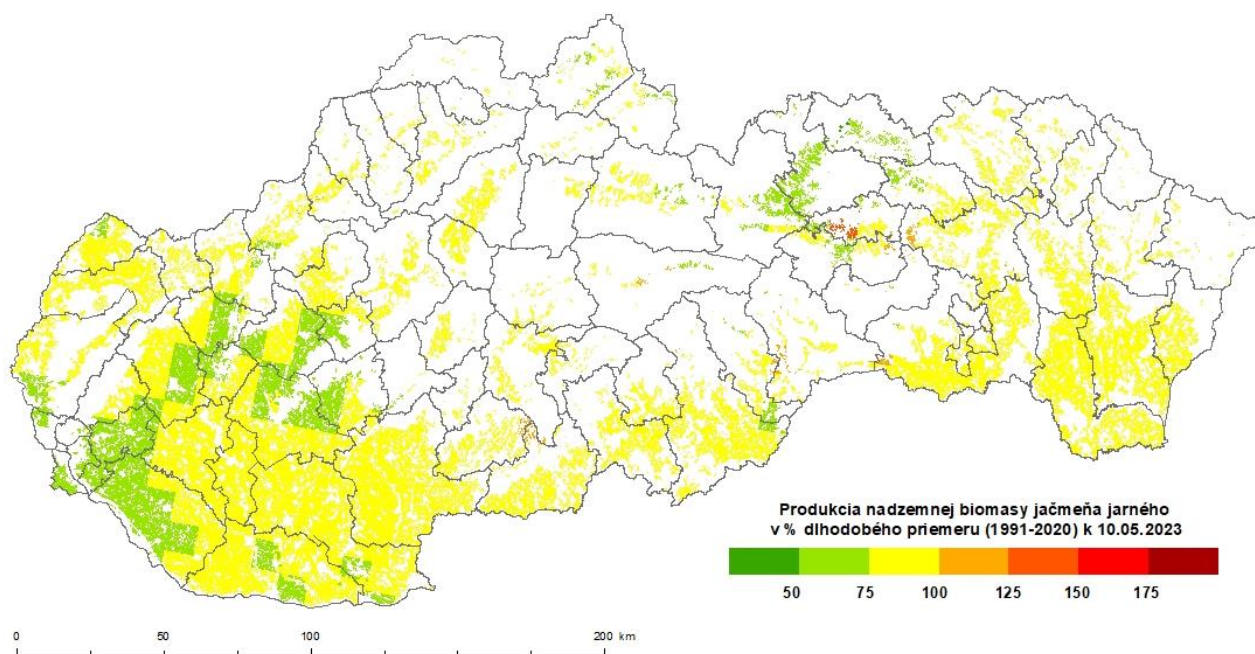 Produkcia nadzemnej biomasy jačmeňa jarného
v % dlhodobého priemeru (1991-2020) k 10.05.2023
50 75 100 125 150 175
0 50 100 200 km